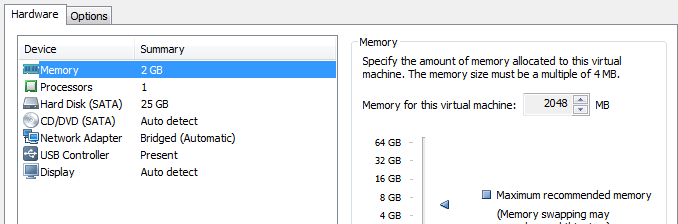 Hardware Options
Device Summary
Memory 2 GB
Processors 1
Hard Disk (SATA) 25 GB
CD/DVD (SATA) Auto detect
Network Adapter Bridged (Automatic)
USB Controller Present
Display Auto detect
Memory
Specify the amount of memory allocated to this virtual
machine. The memory size must be a multiple of 4 MB.
Memory for this virtual machine: 2048 MB
64 GB
32 GB
16 GB
8 GB
4 GB
Maximum recommended memory
(Memory swapping may